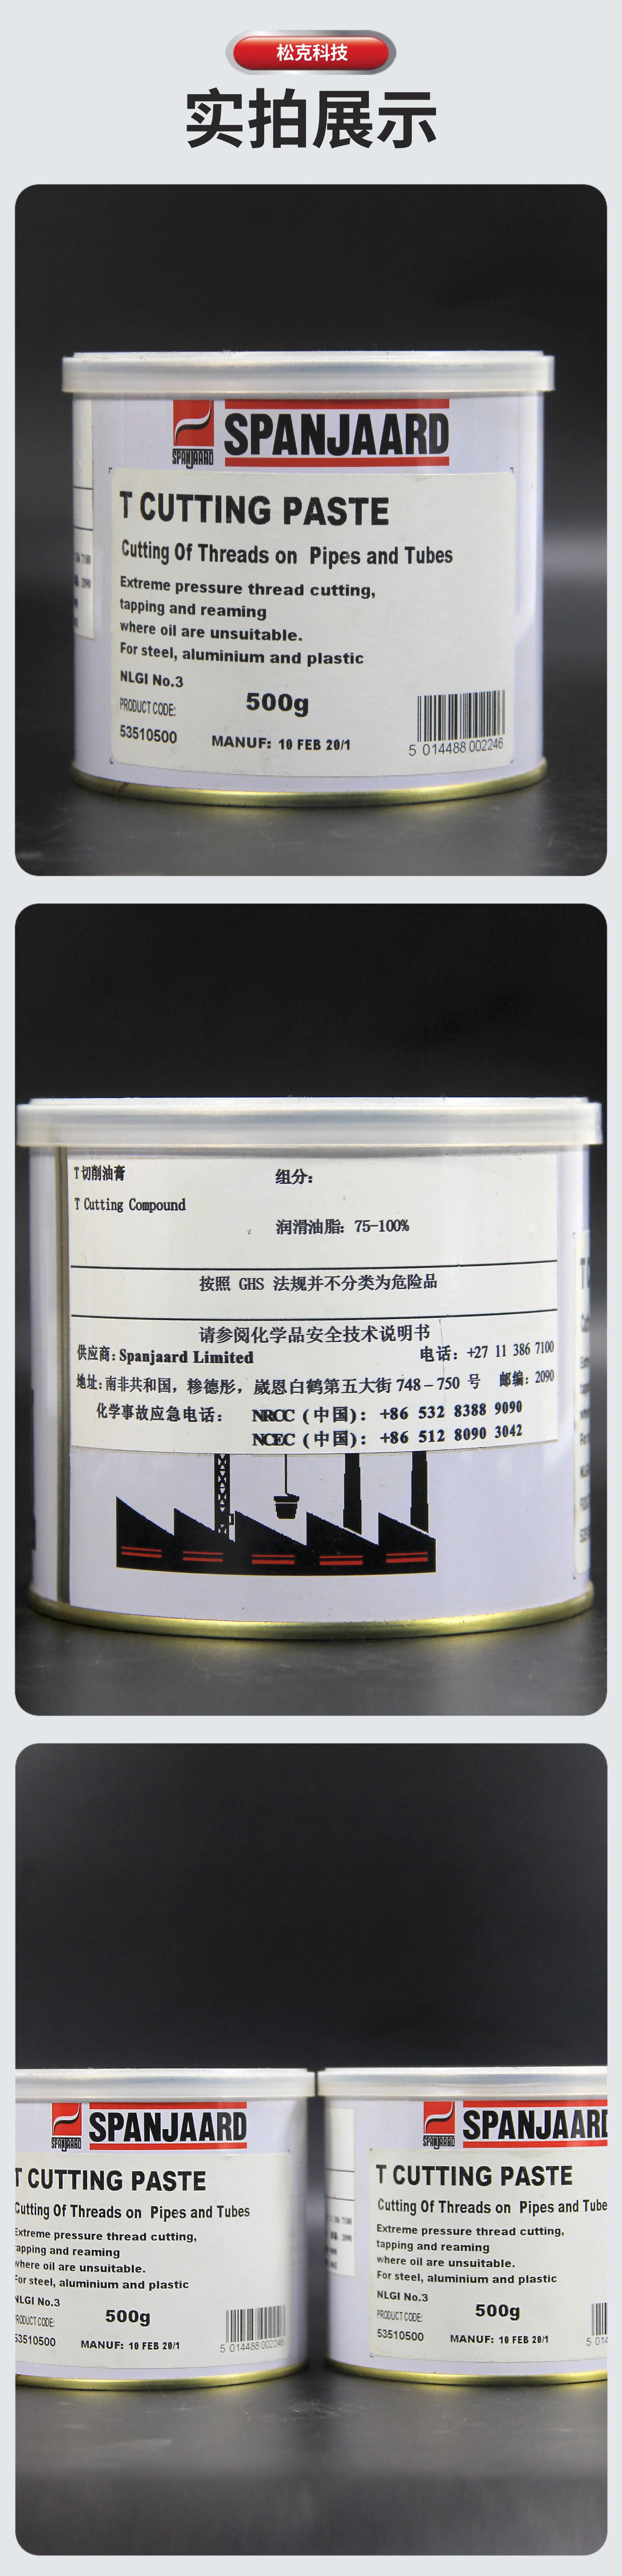 松克科技
实拍展示
SPANJAARD
SPANJAARD
T CUTTING PASTE
Cutting Of Threads on Pipes and Tubes
Extreme pressure thread cutting,
tapping and reaming
where oil are unsuitable.
For steel, aluminium and plastic
NLGI No.3
PRODUCT CODE:
500g
53510500
MANUF: 10 FEB 20/1
5 014488 002246
T切削油膏
组分:
T Cutting Compound
润滑油脂: 75-100%
按照 GHS 法规并不分类为危险品
请参阅化学品安全技术说明书
供应商: Spanjaard Limited
电话: +27 11 386 7100
地址: 南非共和国, 穆德彤, 崴恩白鹤第五大街 748-750 号 邮编: 2090
化学事故应急电话: NRCC (中国): +86 532 8388 9090
NCEC (中国): +86 512 8090 3042
SPANJAARD
SPANJAARD
T CUTTING PASTE
Cutting Of Threads on Pipes and Tubes
Extreme pressure thread cutting,
tapping and reaming
where oil are unsuitable.
For steel, aluminium and plastic
NLGI No.3
PRODUCT CODE:
500g
53510500
MANUF: 10 FEB 20/1
5 014488 002246
SPANJAARD
SPANJAARD
T CUTTING PASTE
Cutting Of Threads on Pipes and Tube
Extreme pressure thread cutting,
tapping and reaming
where oil are unsuitable.
For steel, aluminium and plastic
NLGI No.3
PRODUCT CODE:
500g
53510500
MANUF: 10 FEB 20/1
5 014